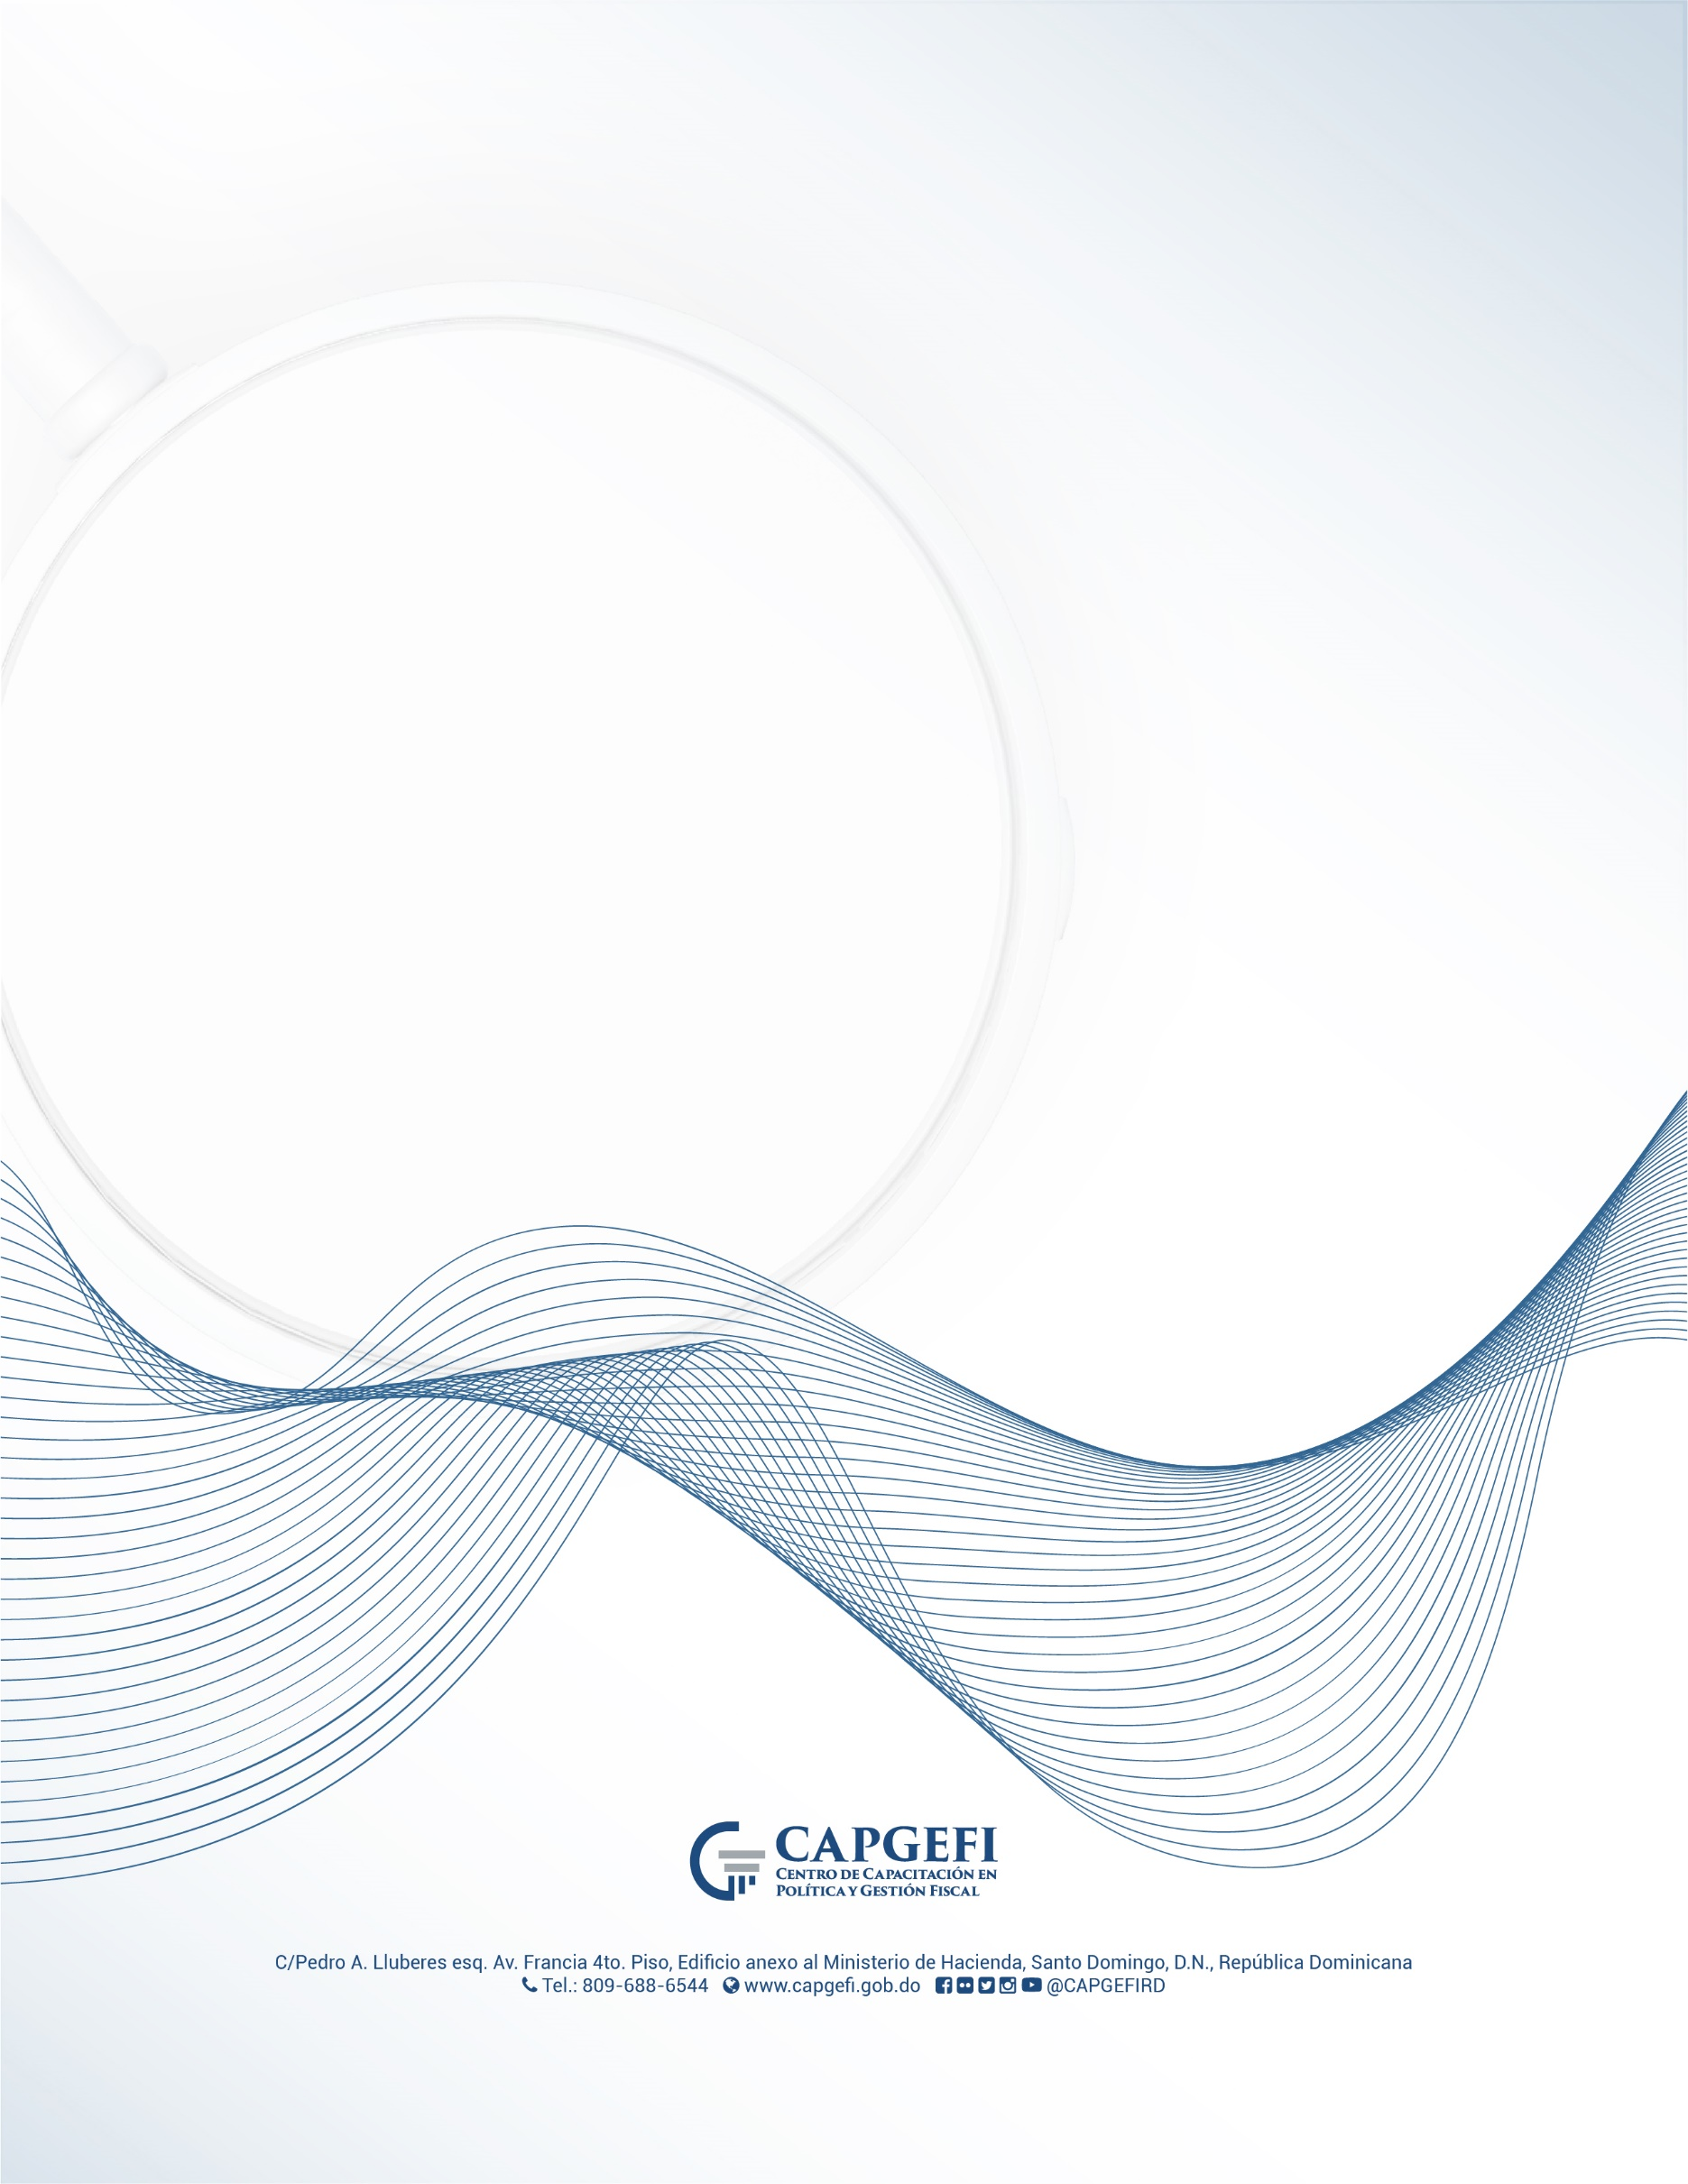 CAPGEFI
CENTRO DE CAPACITACIÓN EN
POLÍTICA Y GESTIÓN FISCAL
C/Pedro A. Lluberes esq. Av. Francia 4to. Piso, Edificio anexo al Ministerio de Hacienda, Santo Domingo, D.N., República Dominicana
Tel.: 809-688-6544 www.capgefi.gob.do @CAPGEFIRD